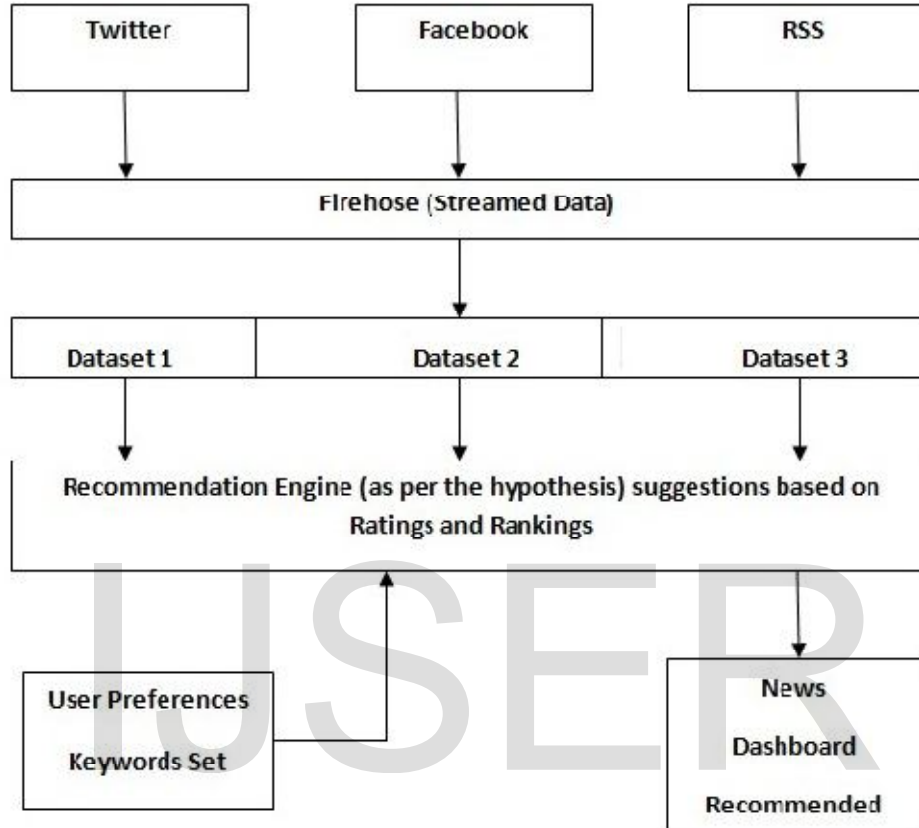 Twitter
Facebook
RSS
Firehose (Streamed Data)
Dataset 1
Dataset 2
Dataset 3
Recommendation Engine (as per the hypothesis) suggestions based on
Ratings and Rankings
User Preferences
Keywords Set
News
Dashboard
Recommended
IJSER